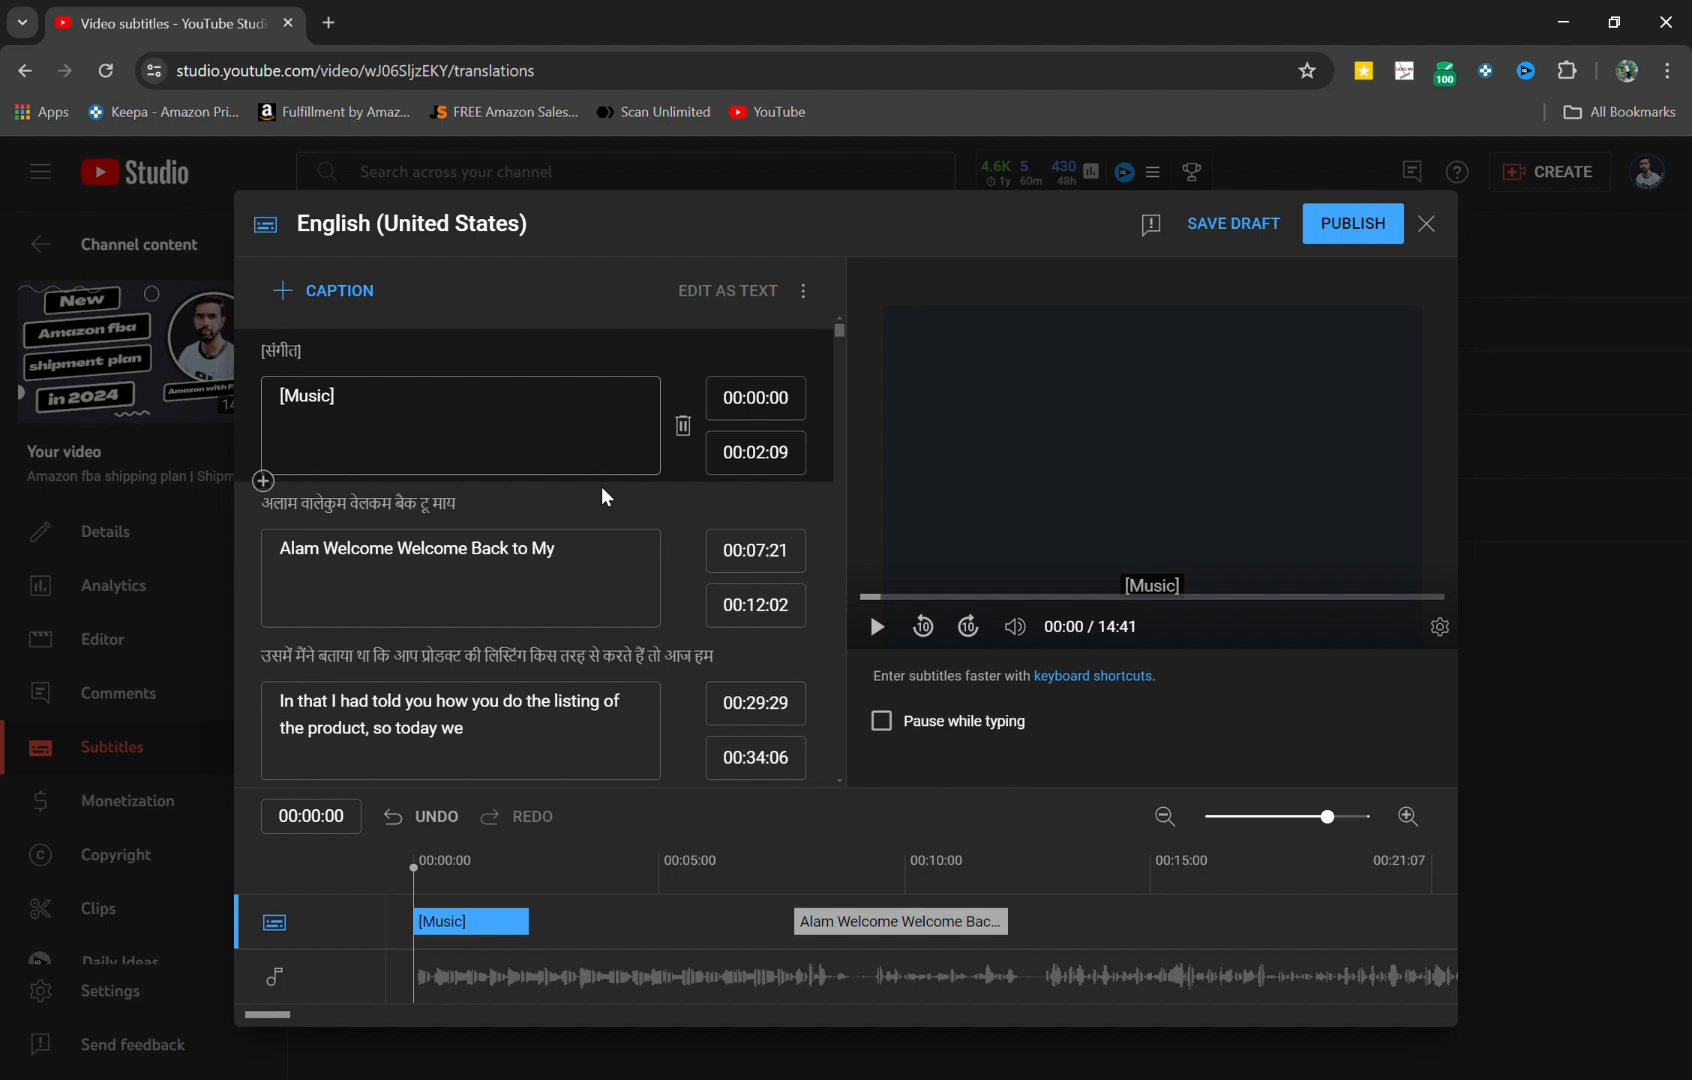 Video subtitles - YouTube Studi
studio.youtube.com/video/wJ06SljzEKY/translations
100
Apps
Keepa - Amazon Pri...
Fulfillment by Amaz...
FREE Amazon Sales...
Scan Unlimited
YouTube
All Bookmarks
Studio
Search across your channel
4.6K 5 430
1y 60m 48h
CREATE
English (United States)
SAVE DRAFT
PUBLISH
Channel content
New
Amazon fba
shipment plan
in 2024
Your video
Amazon fba shipping plan | Shipm
Details
Analytics
Editor
Comments
Subtitles
Monetization
Copyright
Clips
Daily Ideas
Settings
Send feedback
CAPTION
EDIT AS TEXT
[संगीत]
[Music]
00:00:00
00:02:09
अलाम वालेकुम वेलकम बैक टू माय
Alam Welcome Welcome Back to My
00:07:21
00:12:02
उसमें मैंने बताया था कि आप प्रोडक्ट की लिस्टिंग किस तरह से करते हैं तो आज हम
In that I had told you how you do the listing of
the product, so today we
00:29:29
00:34:06
[Music]
10
10
00:00 / 14:41
Enter subtitles faster with keyboard shortcuts.
Pause while typing
00:00:00
UNDO
REDO
00:00:00
00:05:00
00:10:00
00:15:00
00:21:07
[Music]
Alam Welcome Welcome Bac...